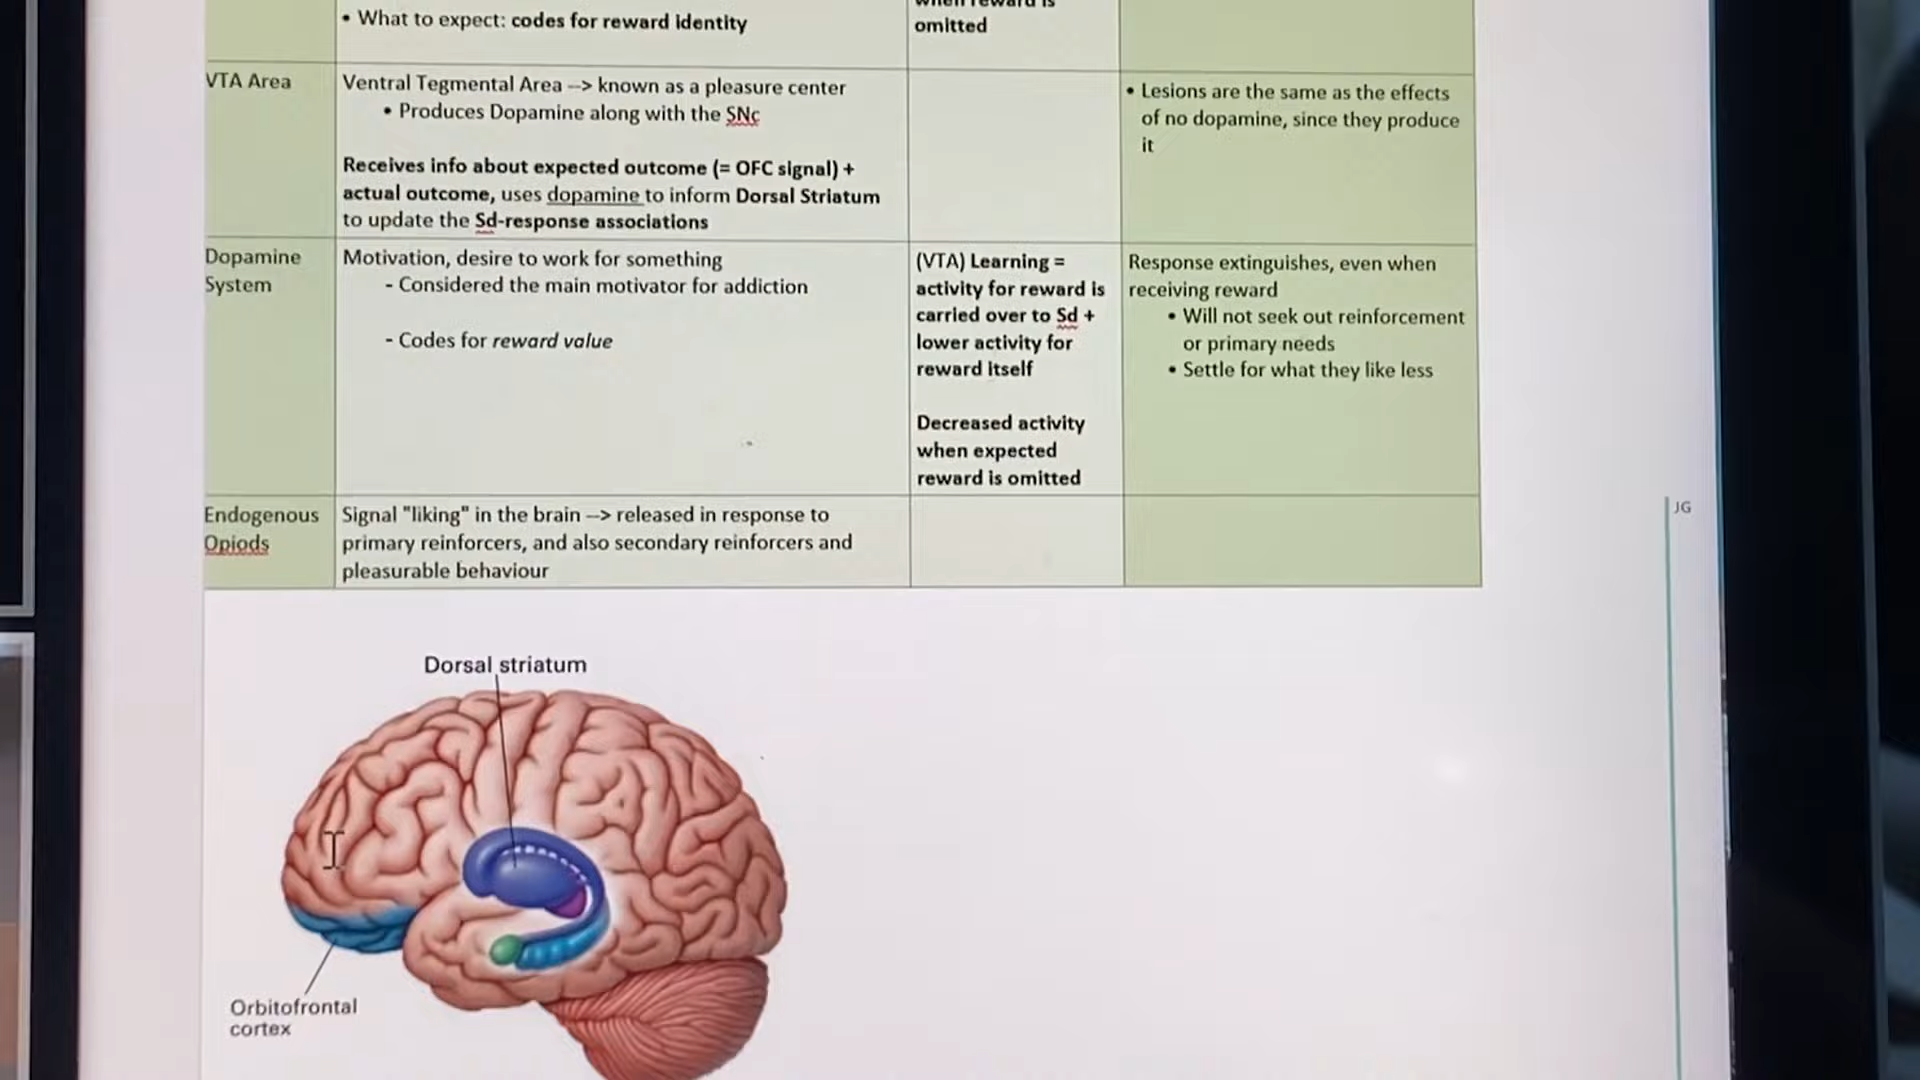 when reward is
• What to expect: codes for reward identity
omitted
VTA Area
Ventral Tegmental Area --> known as a pleasure center
• Produces Dopamine along with the SNc
Receives info about expected outcome (= OFC signal) +
actual outcome, uses dopamine to inform Dorsal Striatum
to update the Sd-response associations
• Lesions are the same as the effects
of no dopamine, since they produce
it
Dopamine
System
Motivation, desire to work for something
- Considered the main motivator for addiction
- Codes for reward value
(VTA) Learning =
activity for reward is
carried over to Sd +
lower activity for
reward itself
Decreased activity
when expected
reward is omitted
Response extinguishes, even when
receiving reward
• Will not seek out reinforcement
or primary needs
• Settle for what they like less
Endogenous
Opiods
Signal "liking" in the brain --> released in response to
primary reinforcers, and also secondary reinforcers and
pleasurable behaviour
JG
Dorsal striatum
Orbitofrontal
cortex